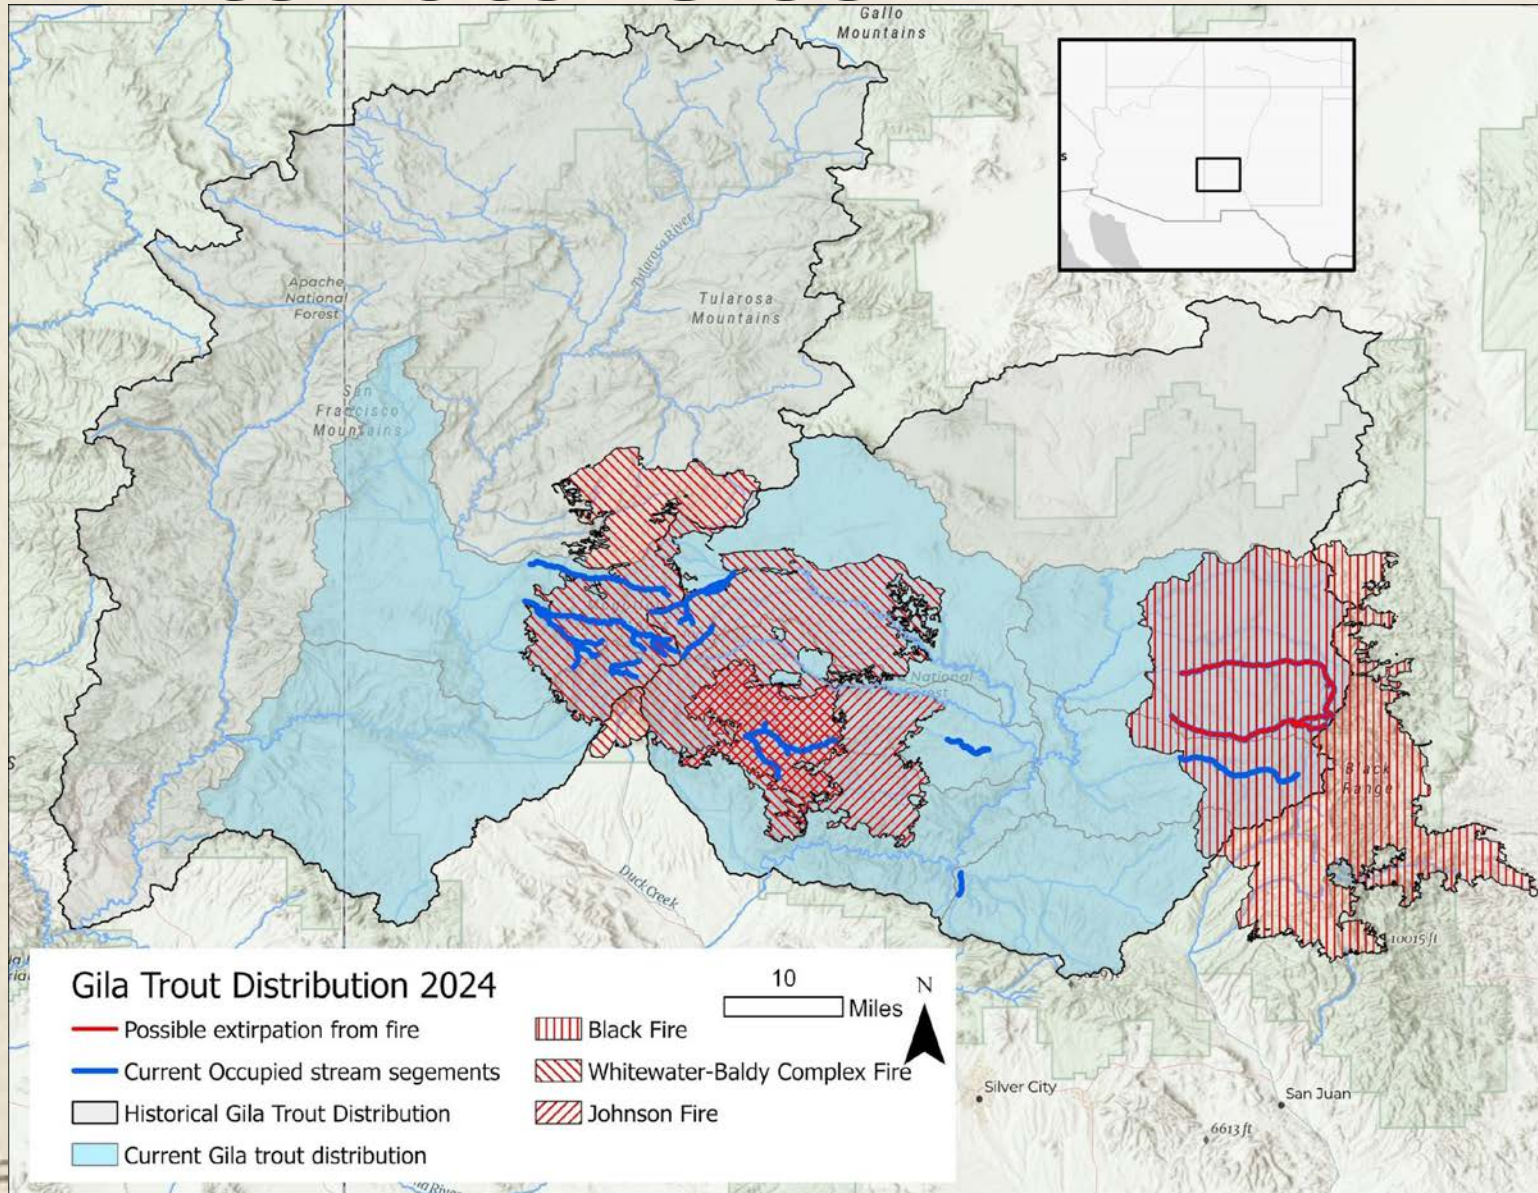 Gallo
Mountains
Tularosa River
Apache
National
Forest
Tularosa
Mountains
San
Francisco
Mountains
National
Forest
Black
Range
Duck Creek
10015 ft
Gila Trout Distribution 2024
Possible extirpation from fire
Current Occupied stream segements
Historical Gila Trout Distribution
Current Gila trout distribution
Black Fire
Whitewater-Baldy Complex Fire
Johnson Fire
10
Miles
N
Silver City
San Juan
6613 ft